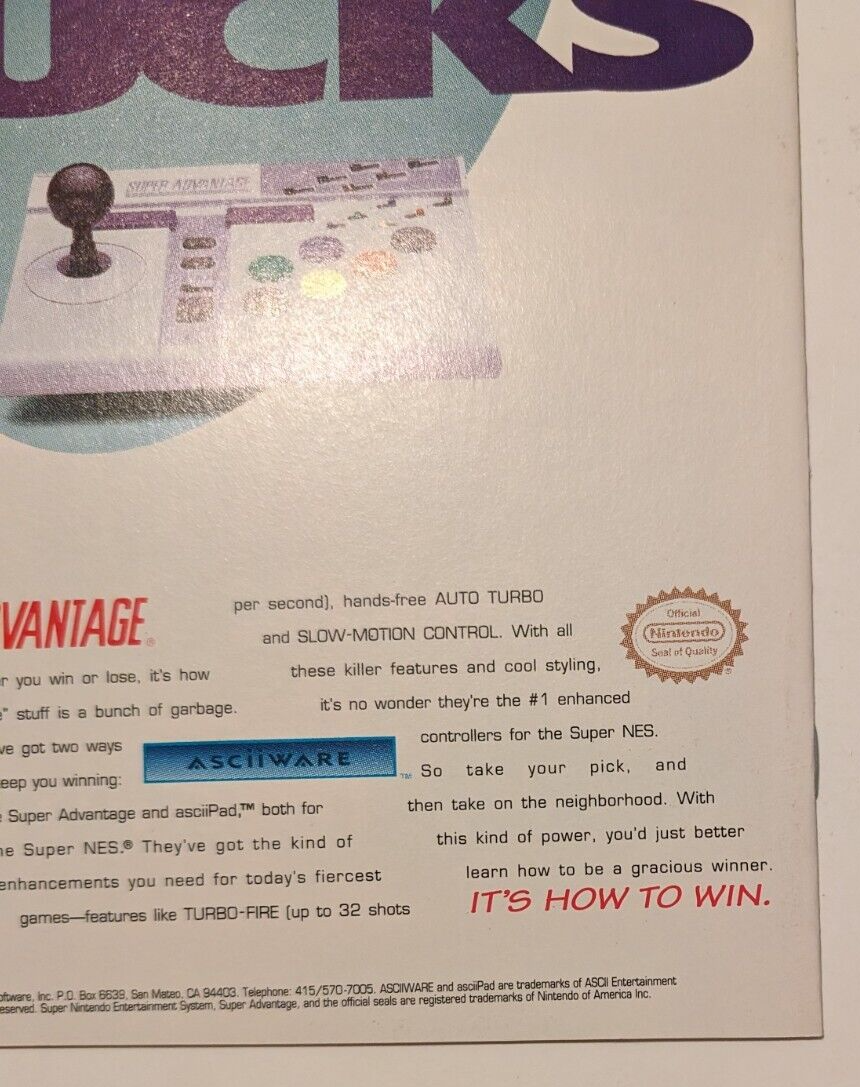 UCKS
SUPER ADVANTAGE
VANTAGE®
r you win or lose, it's how
e" stuff is a bunch of garbage.
ve got two ways
eep you winning:
e Super Advantage and asciiPad,™ both for
he Super NES.® They've got the kind of
enhancements you need for today's fiercest
games—features like TURBO-FIRE (up to 32 shots
ASCIIWARE™
per second), hands-free AUTO TURBO
and SLOW-MOTION CONTROL. With all
these killer features and cool styling,
it's no wonder they're the #1 enhanced
controllers for the Super NES.
So take your pick, and
then take on the neighborhood. With
this kind of power, you'd just better
learn how to be a gracious winner.
IT'S HOW TO WIN.
Official
Nintendo
Seal of Quality
®
oftware, Inc. P.O. Box 6639, San Mateo, CA 94403. Telephone: 415/570-7005. ASCIIWARE and asciiPad are trademarks of ASCII Entertainment
eserved. Super Nintendo Entertainment System, Super Advantage, and the official seals are registered trademarks of Nintendo of America Inc.